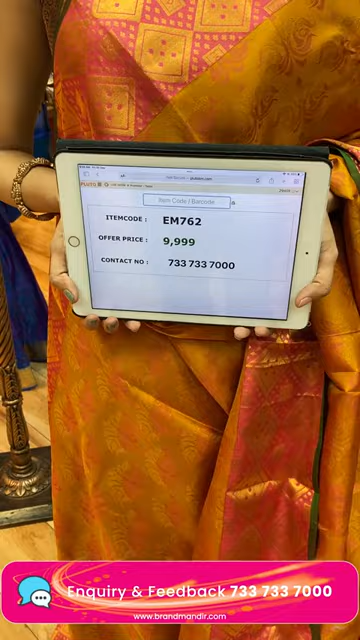 Item Code / Barcode
ITEMCODE : EM762
OFFER PRICE : 9,999
CONTACT NO : 733 733 7000
Enquiry & Feedback 733 733 7000
www.brandmandir.com